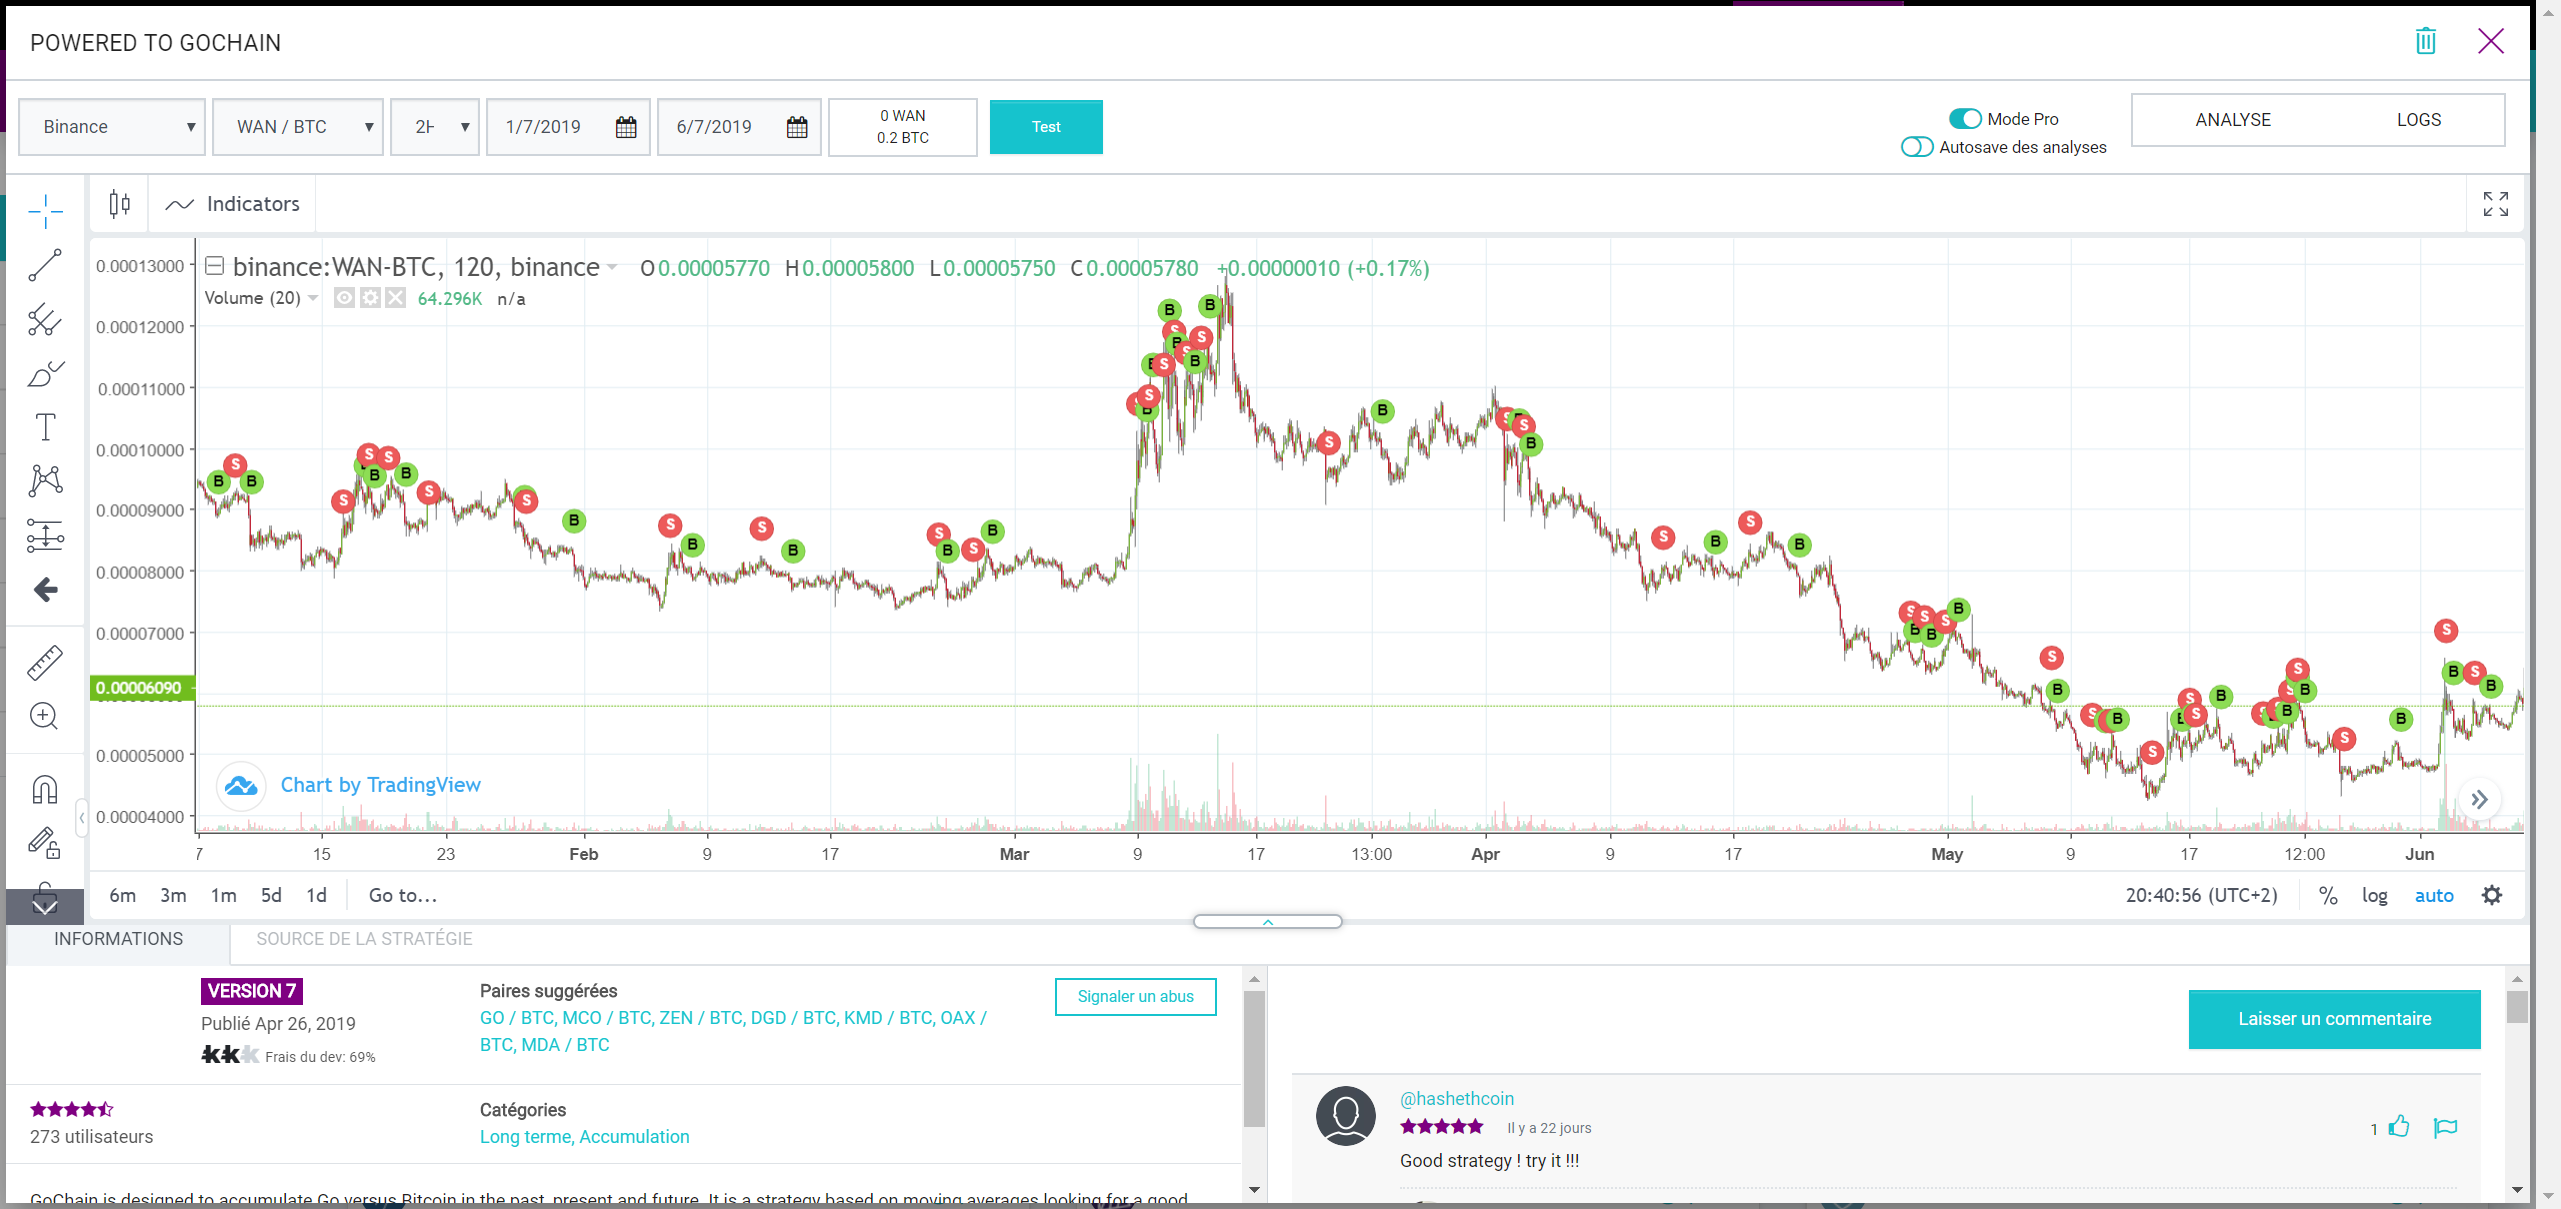 POWERED TO GOCHAIN
Binance
WAN / BTC
1/7/2019
6/7/2019
0 WAN
0.2 BTC
Test
Mode Pro
Autosave des analyses
ANALYSE
LOGS
Indicators
binance:WAN-BTC, 120, binance
O0.00005770 H0.00005800 L0.00005750 C0.00005780 +0.00000010 (+0.17%)
Volume (20)
64.296K n/a
0.00013000
0.00012000
0.00011000
0.00010000
0.00009000
0.00008000
0.00007000
0.00006090
0.00005000
0.00004000
Chart by TradingView
7 15 23 Feb 9 17 Mar 9 17 13:00 Apr 9 17 May 9 17 12:00 Jun
6m 3m 1m 5d 1d Go to...
20:40:56 (UTC+2) % log auto
INFORMATIONS
SOURCE DE LA STRATÉGIE
VERSION 7
Publié Apr 26, 2019
Frais du dev: 69%
Paires suggérées
GO / BTC, MCO / BTC, ZEN / BTC, DGD / BTC, KMD / BTC, OAX /
BTC, MDA / BTC
Signaler un abus
273 utilisateurs
Catégories
Long terme, Accumulation
GoChain is designed to accumulate Go versus Bitcoin in the past, present and future. It is a strategy based on moving averages looking for a good
Laisser un commentaire
@hashethcoin
Il y a 22 jours
1
Good strategy ! try it !!!